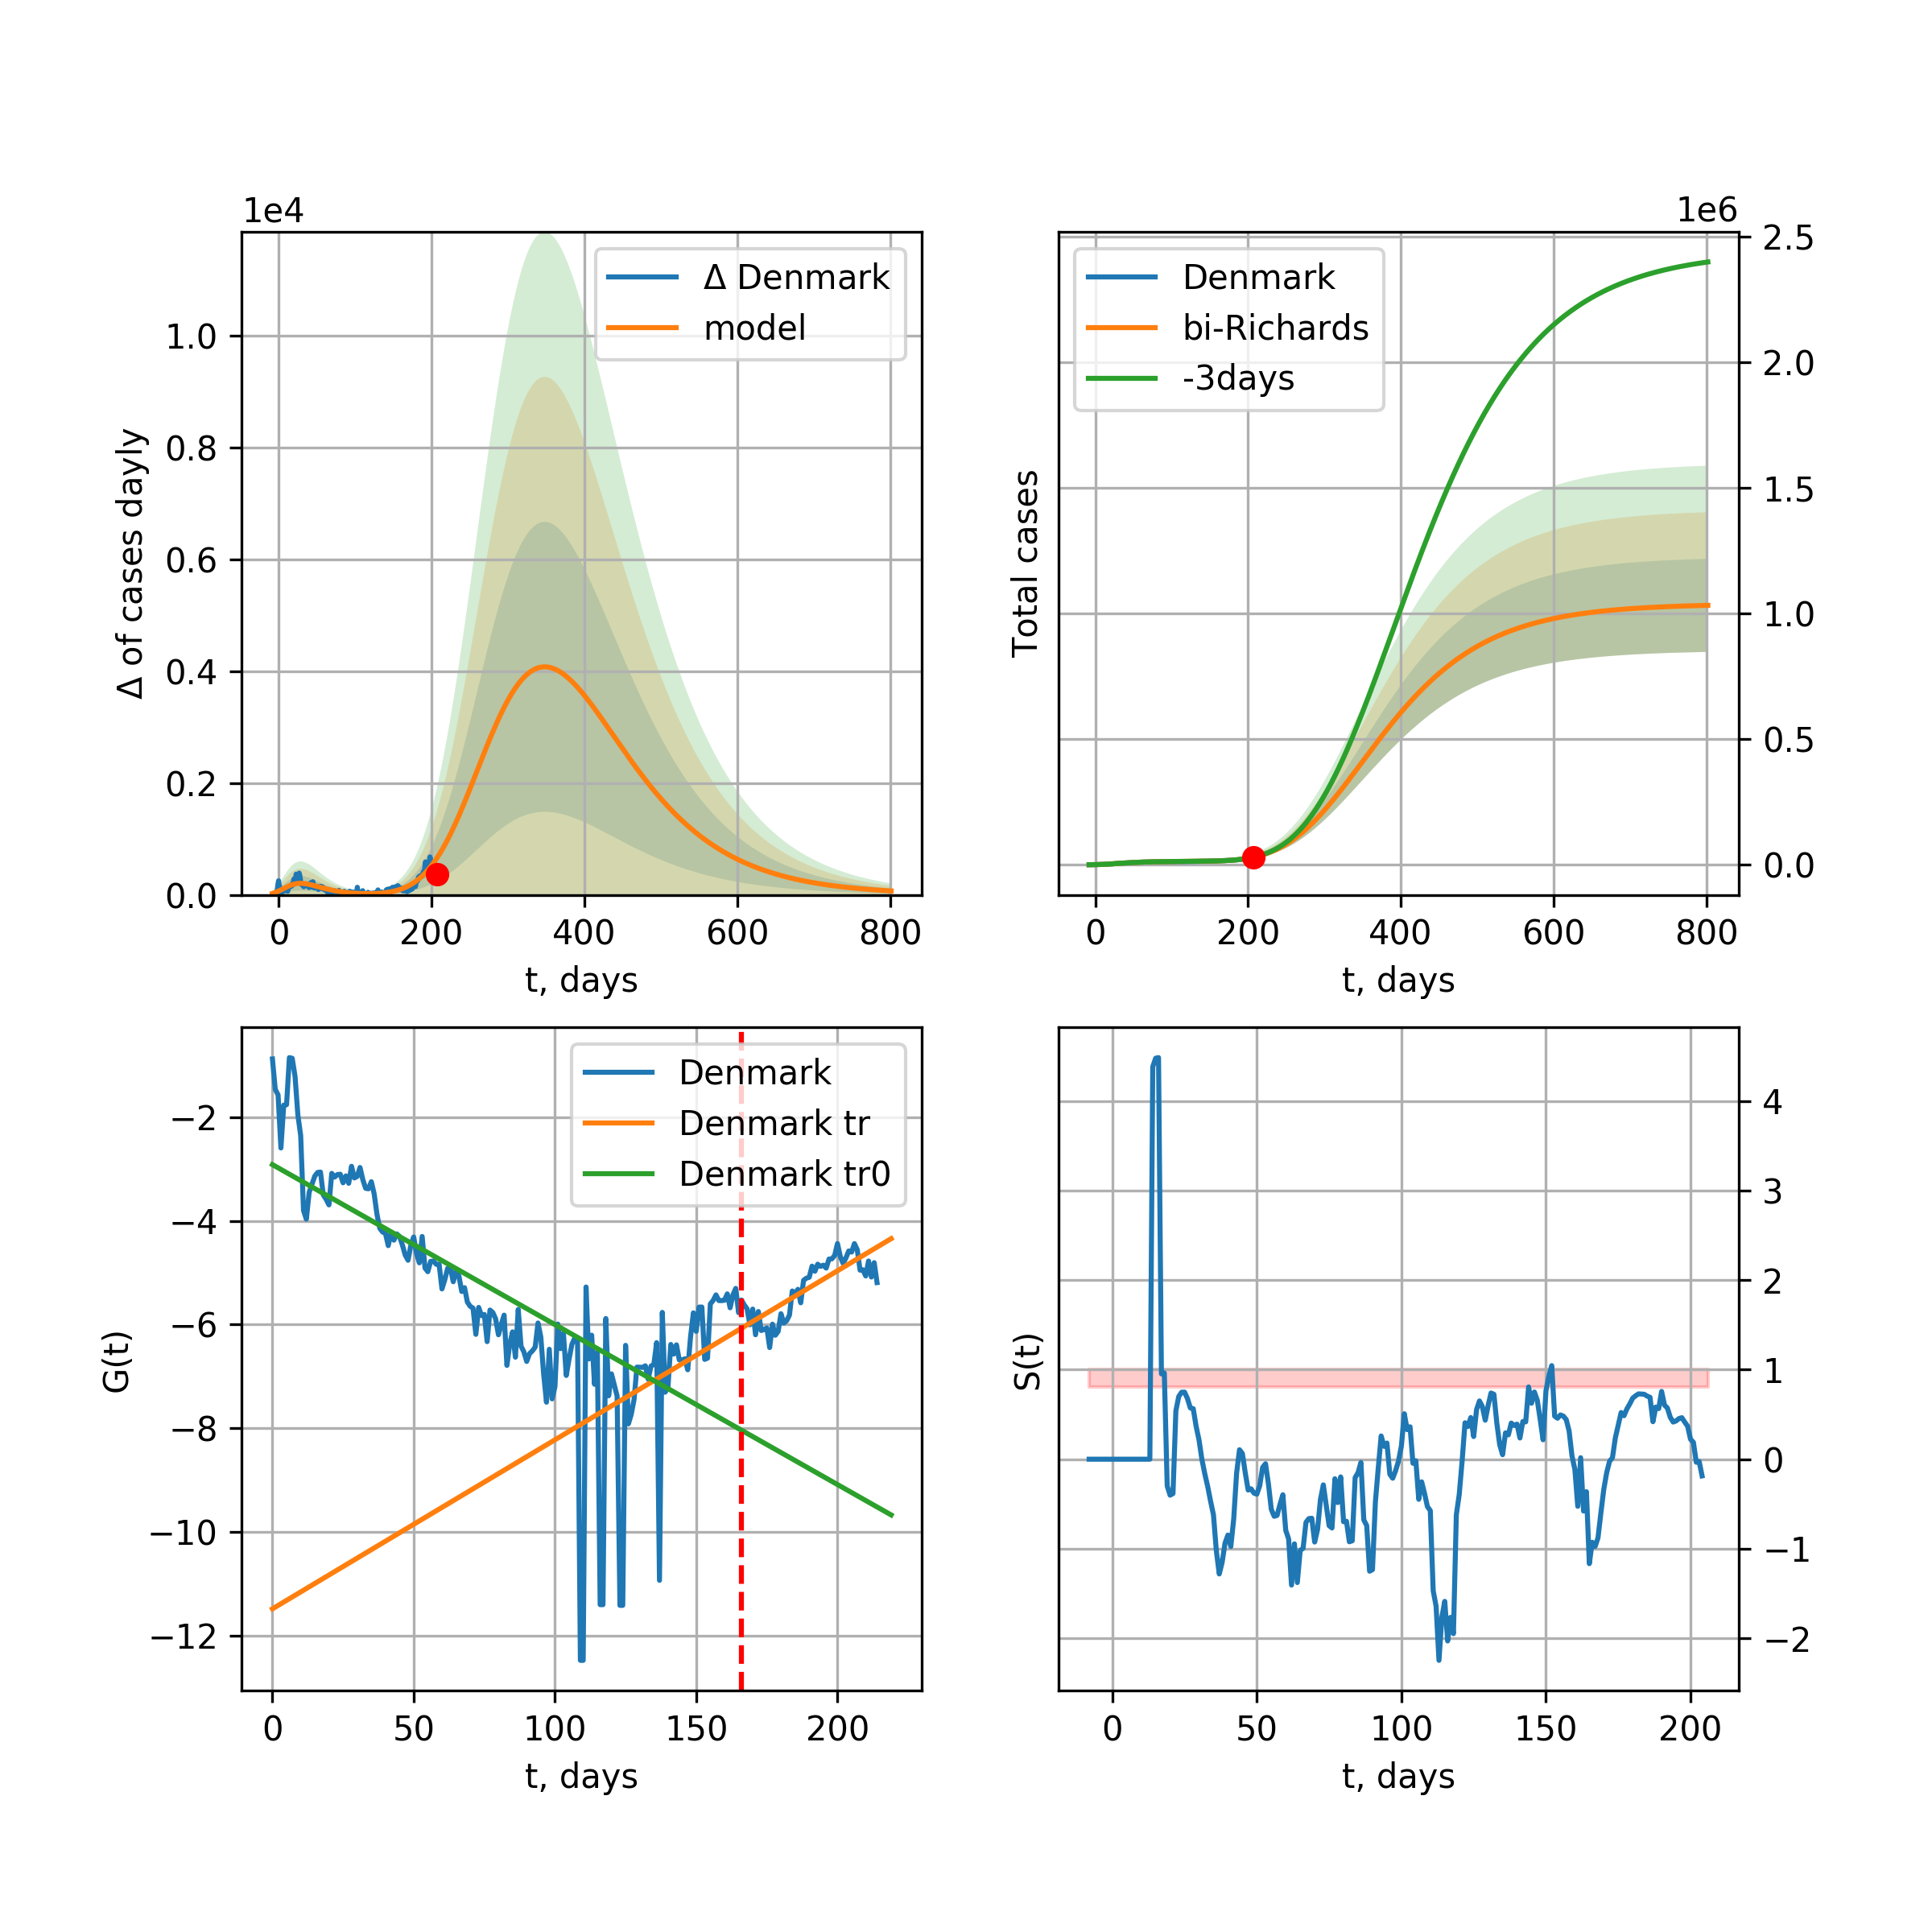 1e4
Δ of cases dayly
1.0
0.8
0.6
0.4
0.2
0.0
0 200 400 600 800
t, days
Δ Denmark
model
1e6
Total cases
2.5
2.0
1.5
1.0
0.5
0.0
0 200 400 600 800
t, days
Denmark
bi-Richards
-3days
G(t)
−2
−4
−6
−8
−10
−12
0 50 100 150 200
t, days
Denmark
Denmark tr
Denmark tr0
S(t)
4
3
2
1
0
−1
−2
0 50 100 150 200
t, days